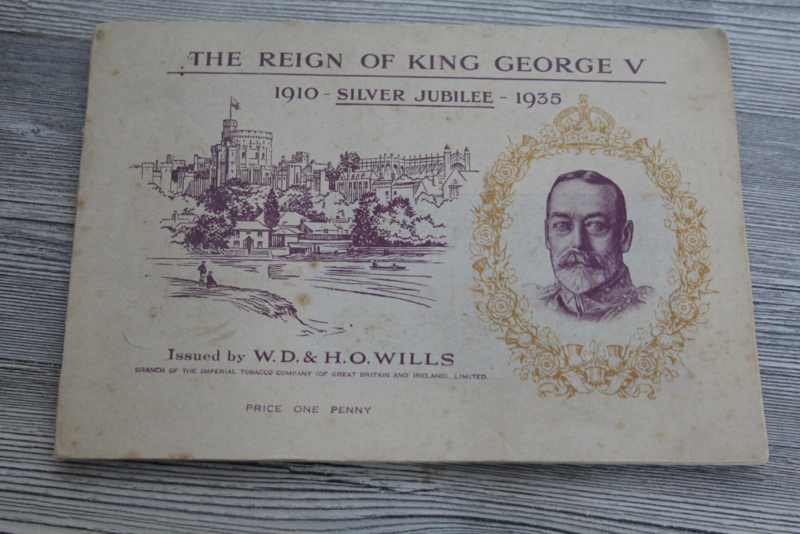 THE REIGN OF KING GEORGE V
1910 - SILVER JUBILEE - 1935
Issued by W.D. & H.O. WILLS
BRANCH OF THE IMPERIAL TOBACCO COMPANY (OF GREAT BRITAIN AND IRELAND), LIMITED.
PRICE ONE PENNY